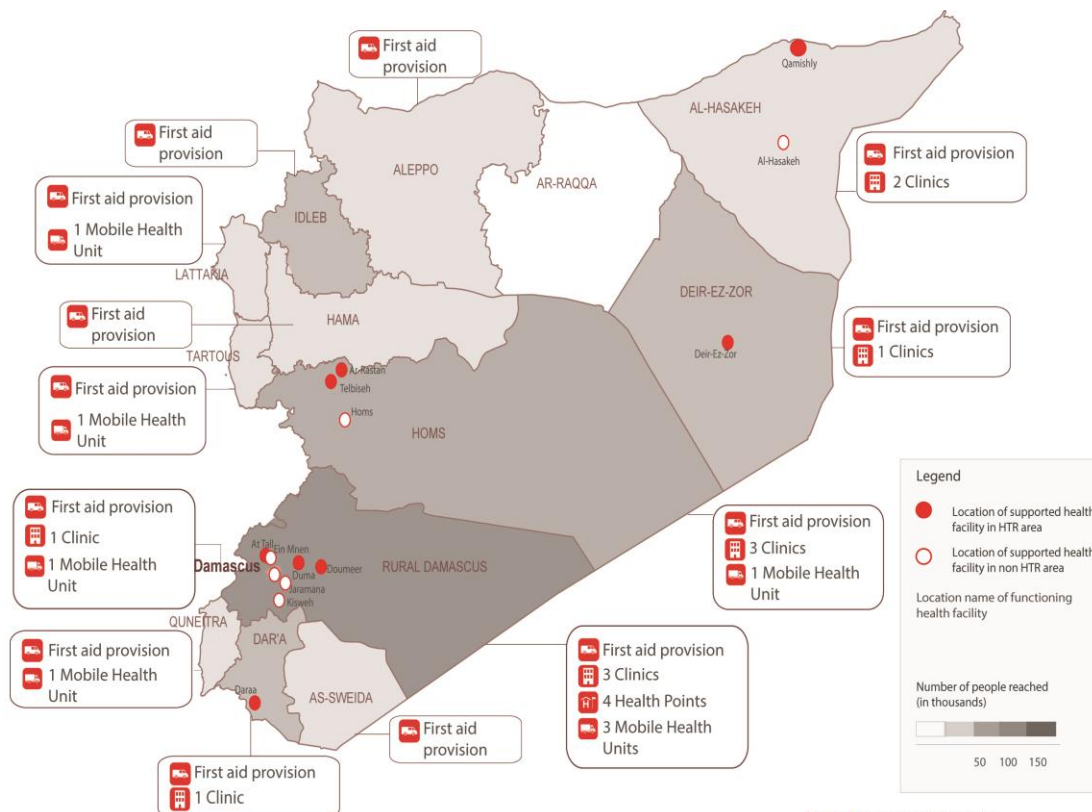 First aid
provision
First aid
provision
First aid provision
1 Mobile Health
Unit
First aid
provision
First aid provision
1 Mobile Health
Unit
First aid provision
1 Clinic
1 Mobile Health
Unit
First aid provision
1 Mobile Health
Unit
First aid provision
1 Clinic
First aid
provision
First aid provision
3 Clinics
4 Health Points
3 Mobile Health
Units
First aid provision
3 Clinics
1 Mobile Health
Unit
First aid provision
1 Clinics
First aid provision
2 Clinics
Qamishly
AL-HASAKEH
Al-Hasakeh
ALEPPO
AR-RAQQA
IDLEB
LATTAKIA
DEIR-EZ-ZOR
Deir-Ez-Zor
HAMA
TARTOUS
Ar-Rastan
Telbiseh
Homs
HOMS
At Tall
Ein Mnen
Damascus
Duma
Doumeer
RURAL DAMASCUS
Jaramana
Kisweh
QUNEITRA
DAR'A
Daraa
AS-SWEIDA
Legend
Location of supported health
facility in HTR area
Location of supported health
facility in non HTR area
Location name of functioning
health facility
Number of people reached
(in thousands)
50 100 150